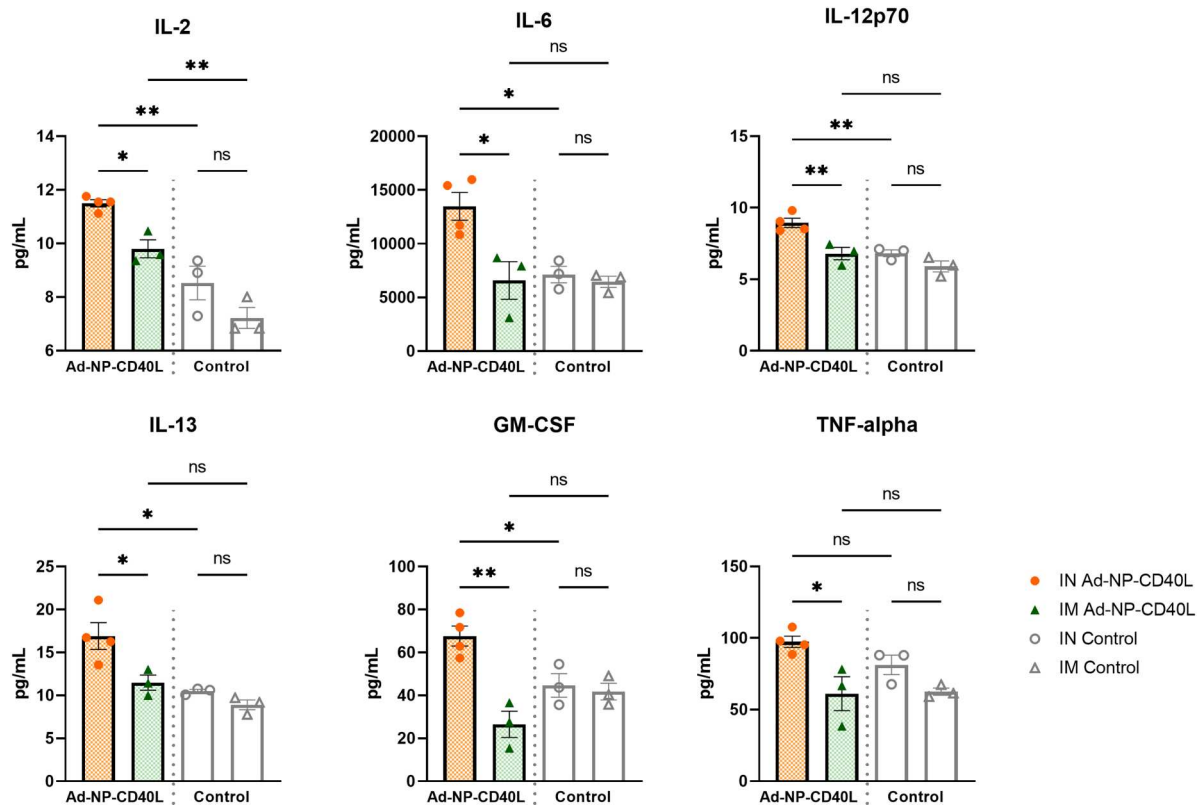 IL-2
**
**
*
ns
14
12
10
8
6
pg/mL
Ad-NP-CD40L
Control
IL-6
ns
*
*
ns
20000
15000
10000
5000
0
pg/mL
Ad-NP-CD40L
Control
IL-12p70
ns
**
**
ns
15
10
5
0
pg/mL
Ad-NP-CD40L
Control
IL-13
ns
*
*
ns
25
20
15
10
5
0
pg/mL
Ad-NP-CD40L
Control
GM-CSF
ns
*
**
ns
100
80
60
40
20
0
pg/mL
Ad-NP-CD40L
Control
TNF-alpha
ns
ns
*
ns
150
100
50
0
pg/mL
Ad-NP-CD40L
Control
IN Ad-NP-CD40L
IM Ad-NP-CD40L
IN Control
IM Control